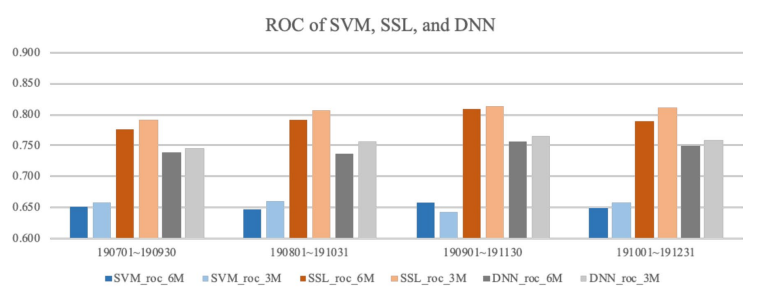 ROC of SVM, SSL, and DNN
0.900
0.850
0.800
0.750
0.700
0.650
0.600
190701~190930 190801~191031 190901~191130 191001~191231
SVM_roc_6M SVM_roc_3M SSL_roc_6M SSL_roc_3M DNN_roc_6M DNN_roc_3M